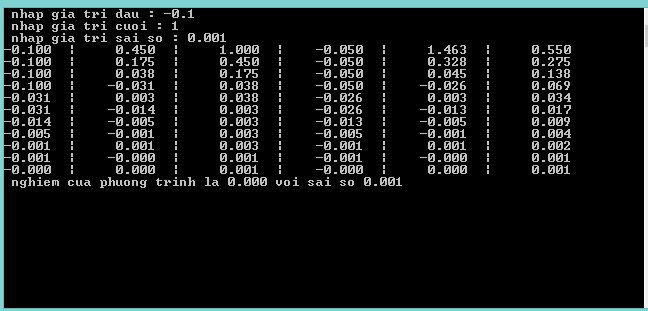 nhap gia tri dau : -0.1
nhap gia tri cuoi : 1
nhap gia tri sai so : 0.001
-0.100 ¦ 0.450 ¦ 1.000 ¦ -0.050 ¦ 1.463 ¦ 0.550
-0.100 ¦ 0.175 ¦ 0.450 ¦ -0.050 ¦ 0.328 ¦ 0.275
-0.100 ¦ 0.038 ¦ 0.175 ¦ -0.050 ¦ 0.045 ¦ 0.138
-0.100 ¦ -0.031 ¦ 0.038 ¦ -0.050 ¦ -0.026 ¦ 0.069
-0.031 ¦ 0.003 ¦ 0.038 ¦ -0.026 ¦ 0.003 ¦ 0.034
-0.031 ¦ -0.014 ¦ 0.003 ¦ -0.026 ¦ -0.013 ¦ 0.017
-0.014 ¦ -0.005 ¦ 0.003 ¦ -0.013 ¦ -0.005 ¦ 0.009
-0.005 ¦ -0.001 ¦ 0.003 ¦ -0.005 ¦ -0.001 ¦ 0.004
-0.001 ¦ 0.001 ¦ 0.003 ¦ -0.001 ¦ 0.001 ¦ 0.002
-0.001 ¦ -0.000 ¦ 0.001 ¦ -0.001 ¦ -0.000 ¦ 0.001
-0.000 ¦ 0.000 ¦ 0.001 ¦ -0.000 ¦ 0.000 ¦ 0.001
nghiem cua phuong trinh la 0.000 voi sai so 0.001